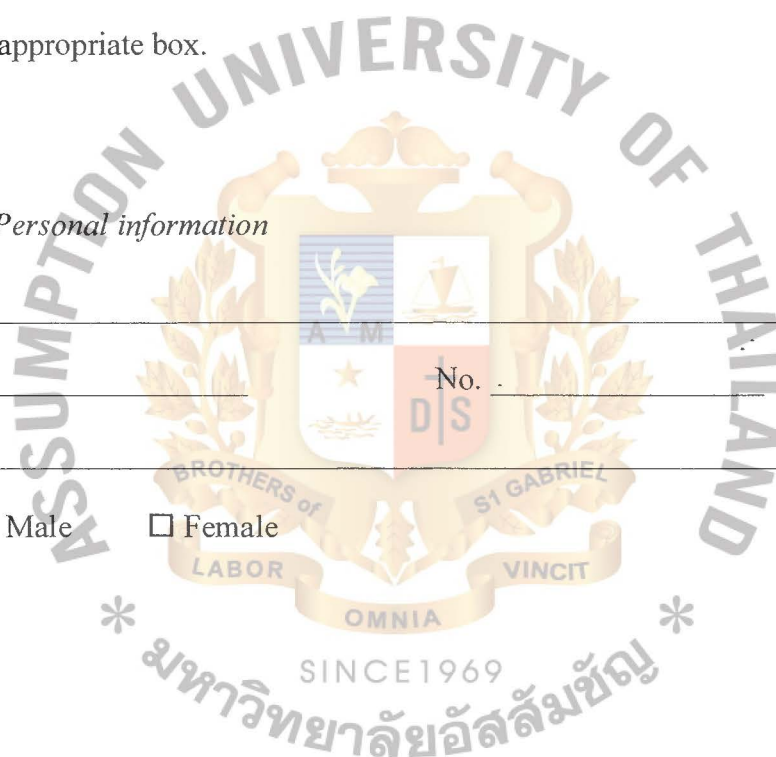 appropriate box.
ASSUMPTION UNIVERSITY OF THAILAND
Personal information
A M
No.
D S
BROTHERS of S1 GABRIEL
Male ☐ Female
LABOR OMNIA VINCIT
SINCE1969
* มหาวิทยาลัยอัสสัมชัญ *